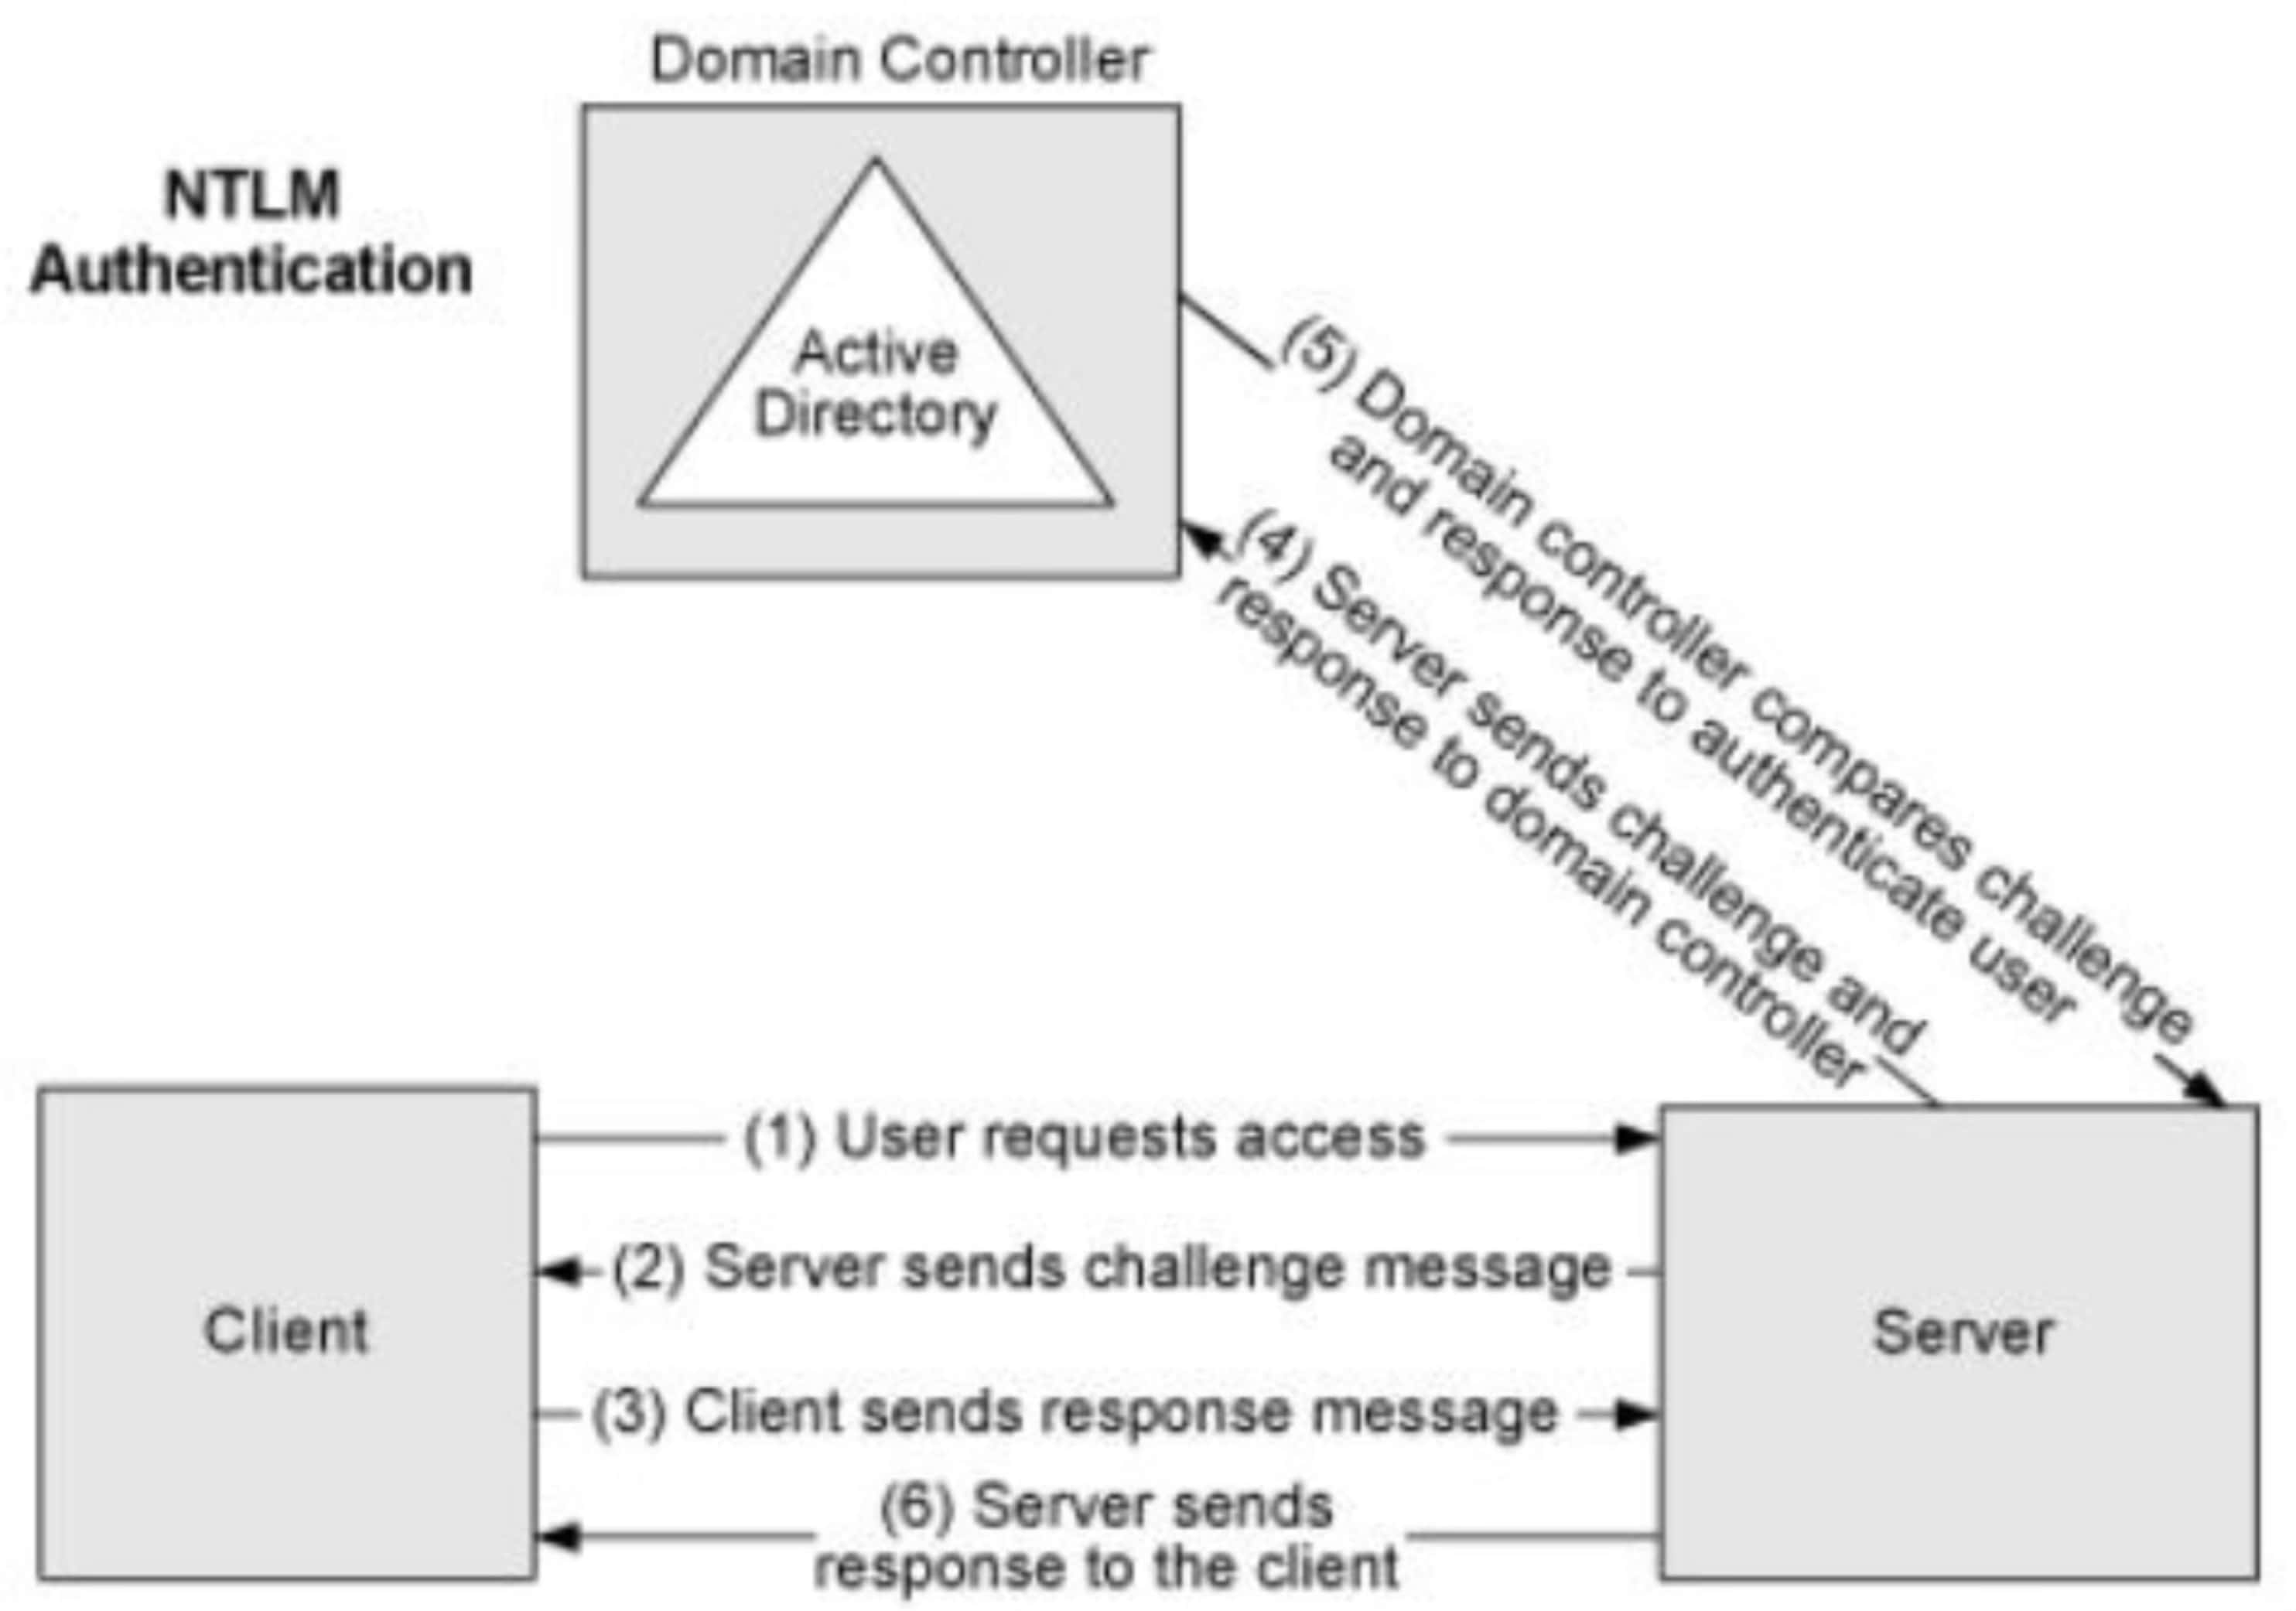 Domain Controller
NTLM
Authentication
Active
Directory
(5) Domain controller compares challenge
and response to authenticate user
(4) Server sends challenge and
response to domain controller
(1) User requests access
(2) Server sends challenge message
Client
Server
(3) Client sends response message
(6) Server sends
response to the client